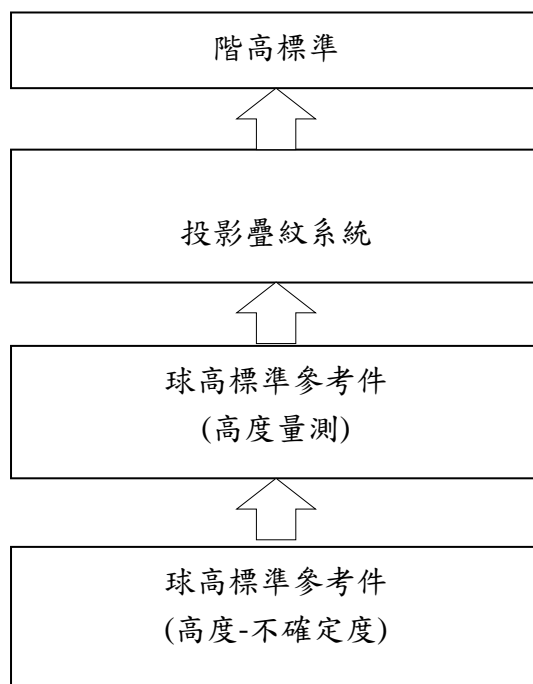 階高標準
投影疊紋系統
球高標準參考件
(高度量測)
球高標準參考件
(高度-不確定度)